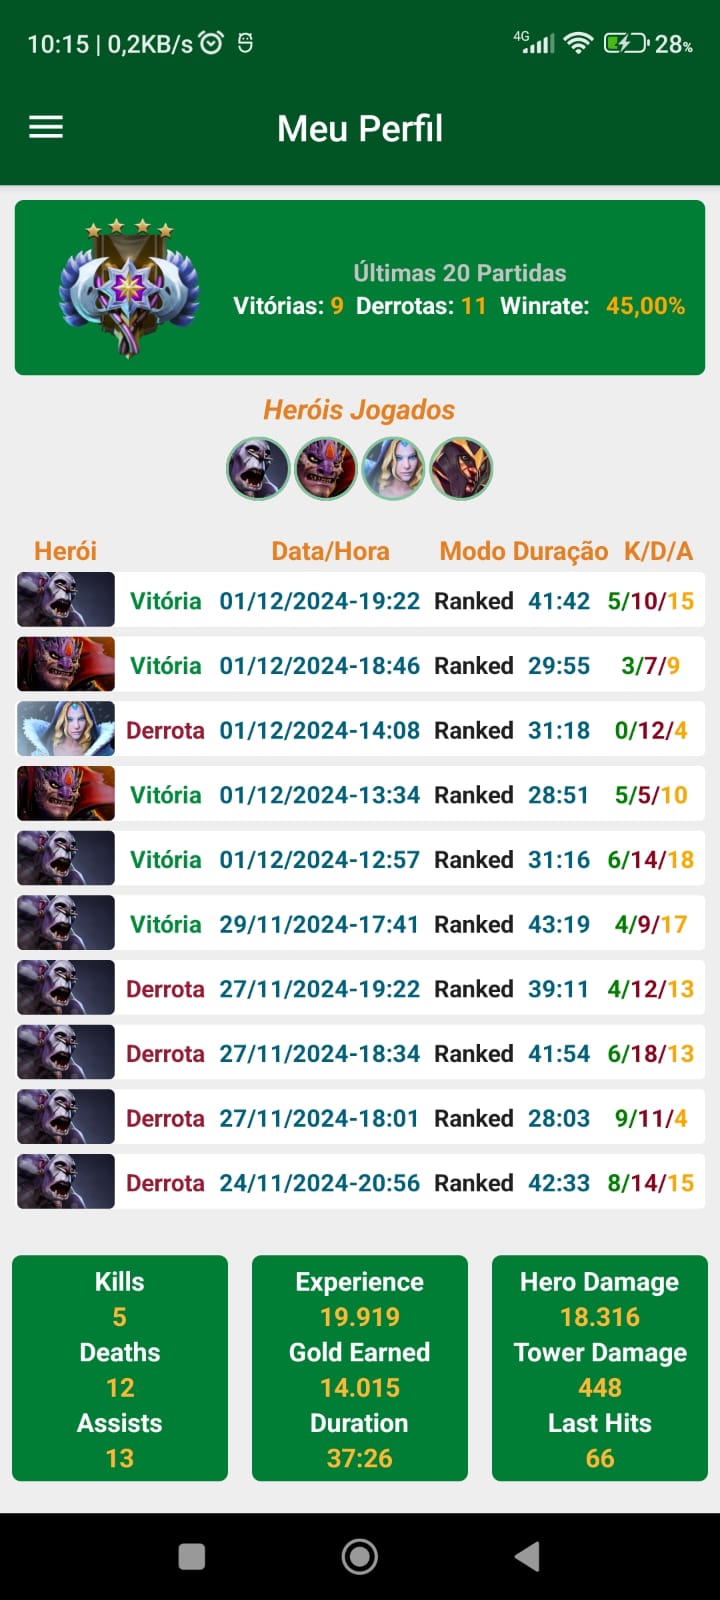 10:15 | 0,2KB/s 4G 28%
Meu Perfil
Últimas 20 Partidas
Vitórias: 9 Derrotas: 11 Winrate: 45,00%
Heróis Jogados
Herói Data/Hora Modo Duração K/D/A
Vitória 01/12/2024-19:22 Ranked 41:42 5/10/15
Vitória 01/12/2024-18:46 Ranked 29:55 3/7/9
Derrota 01/12/2024-14:08 Ranked 31:18 0/12/4
Vitória 01/12/2024-13:34 Ranked 28:51 5/5/10
Vitória 01/12/2024-12:57 Ranked 31:16 6/14/18
Vitória 29/11/2024-17:41 Ranked 43:19 4/9/17
Derrota 27/11/2024-19:22 Ranked 39:11 4/12/13
Derrota 27/11/2024-18:34 Ranked 41:54 6/18/13
Derrota 27/11/2024-18:01 Ranked 28:03 9/11/4
Derrota 24/11/2024-20:56 Ranked 42:33 8/14/15
Kills
5
Deaths
12
Assists
13
Experience
19.919
Gold Earned
14.015
Duration
37:26
Hero Damage
18.316
Tower Damage
448
Last Hits
66